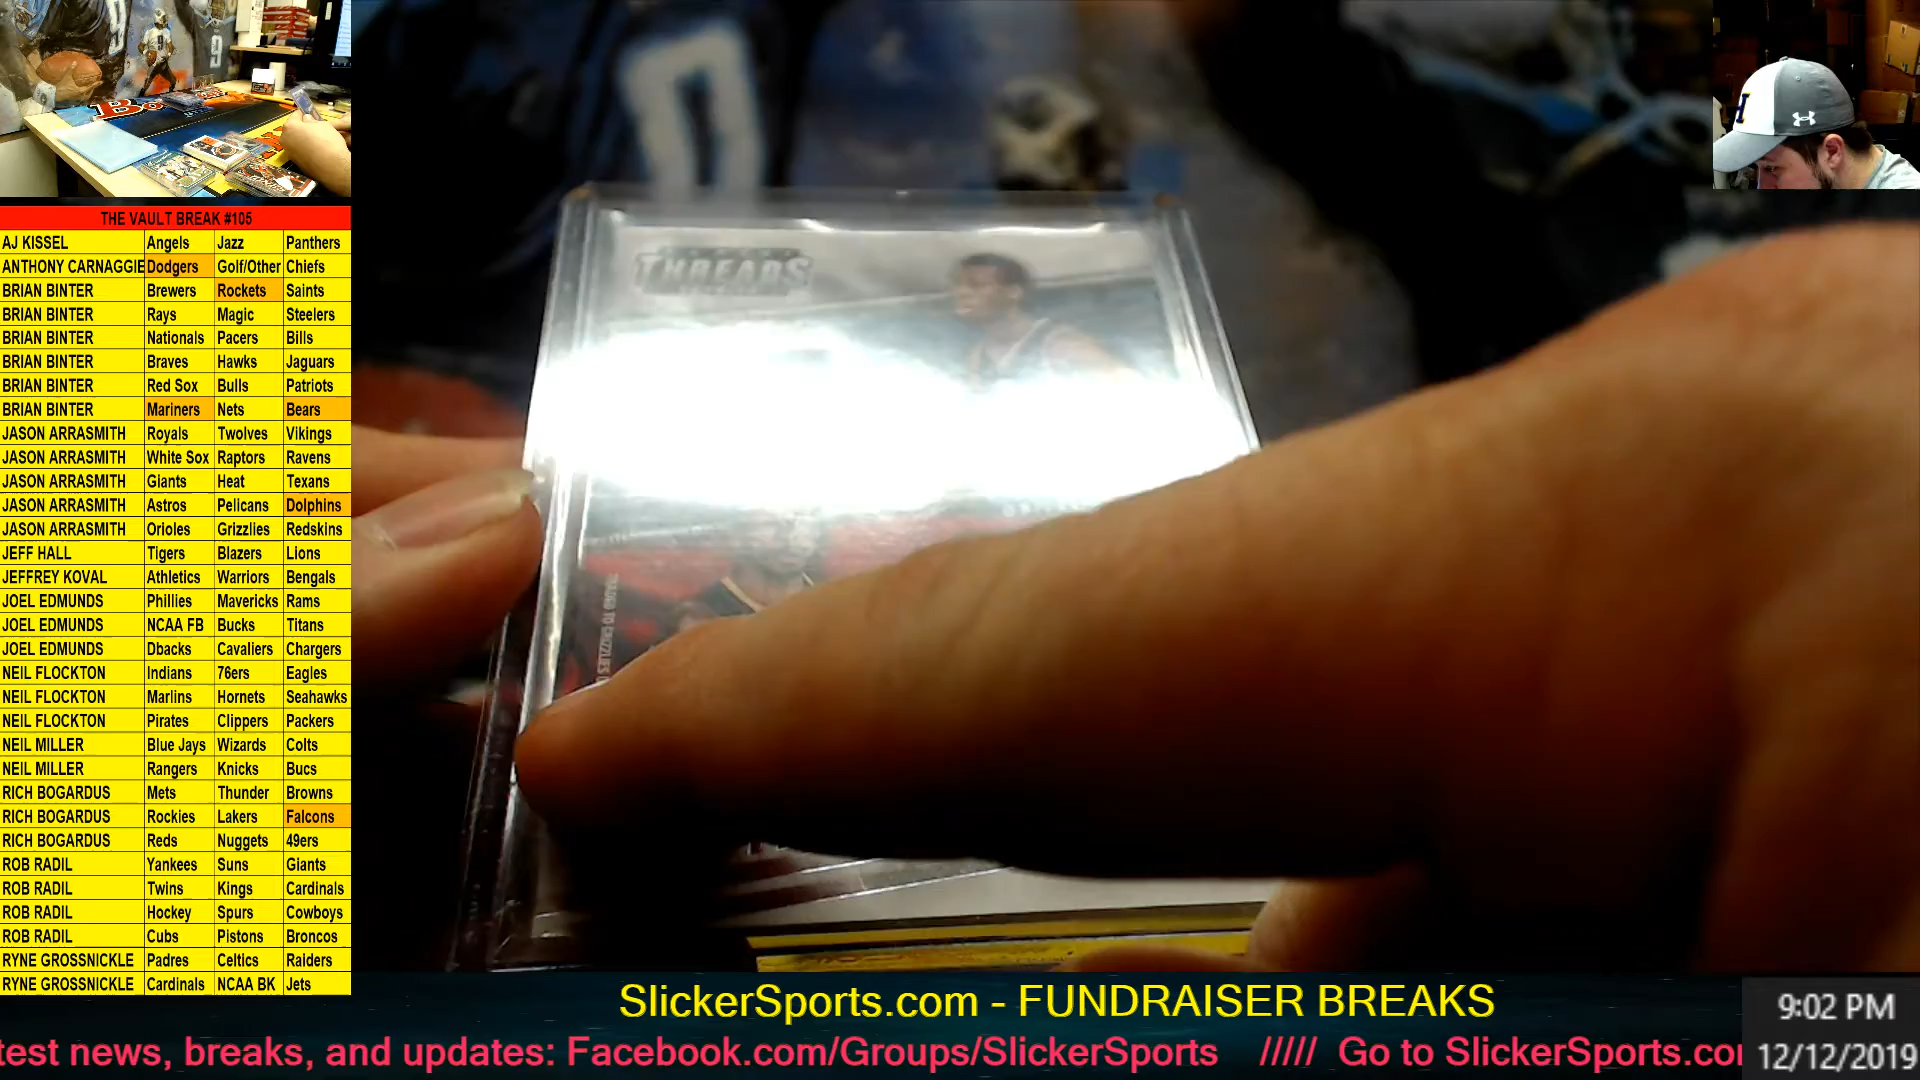 THE VAULT BREAK #105
AJ KISSEL Angels Jazz Panthers
ANTHONY CARNAGGIE Dodgers Golf/Other Chiefs
BRIAN BINTER Brewers Rockets Saints
BRIAN BINTER Rays Magic Steelers
BRIAN BINTER Nationals Pacers Bills
BRIAN BINTER Braves Hawks Jaguars
BRIAN BINTER Red Sox Bulls Patriots
BRIAN BINTER Mariners Nets Bears
JASON ARRASMITH Royals Twolves Vikings
JASON ARRASMITH White Sox Raptors Ravens
JASON ARRASMITH Giants Heat Texans
JASON ARRASMITH Astros Pelicans Dolphins
JASON ARRASMITH Orioles Grizzlies Redskins
JEFF HALL Tigers Blazers Lions
JEFFREY KOVAL Athletics Warriors Bengals
JOEL EDMUNDS Phillies Mavericks Rams
JOEL EDMUNDS NCAA FB Bucks Titans
JOEL EDMUNDS Dbacks Cavaliers Chargers
NEIL FLOCKTON Indians 76ers Eagles
NEIL FLOCKTON Marlins Hornets Seahawks
NEIL FLOCKTON Pirates Clippers Packers
NEIL MILLER Blue Jays Wizards Colts
NEIL MILLER Rangers Knicks Bucs
RICH BOGARDUS Mets Thunder Browns
RICH BOGARDUS Rockies Lakers Falcons
RICH BOGARDUS Reds Nuggets 49ers
ROB RADIL Yankees Suns Giants
ROB RADIL Twins Kings Cardinals
ROB RADIL Hockey Spurs Cowboys
ROB RADIL Cubs Pistons Broncos
RYNE GROSSNICKLE Padres Celtics Raiders
RYNE GROSSNICKLE Cardinals NCAA BK Jets
THREADS
TRADED TO GRIZZLIES
SlickerSports.com - FUNDRAISER BREAKS
test news, breaks, and updates: Facebook.com/Groups/SlickerSports ///// Go to SlickerSports.co
9:02 PM
12/12/2019